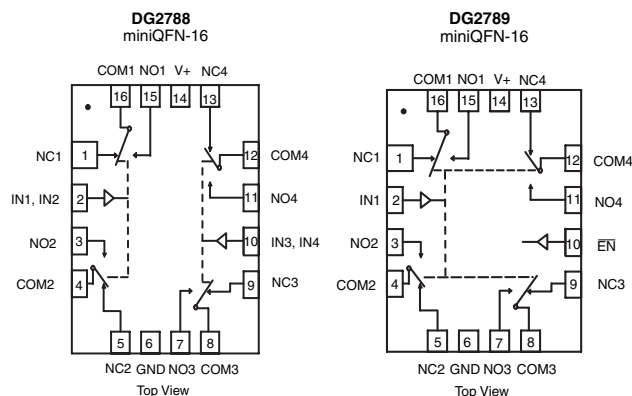 DG2788
miniQFN-16
COM1 NO1 V+ NC4
16 15 14 13
NC1 1 12 COM4
IN1, IN2 2 11 NO4
NO2 3 10 IN3, IN4
COM2 4 9 NC3
5 6 7 8
NC2 GND NO3 COM3
Top View
DG2789
miniQFN-16
COM1 NO1 V+ NC4
16 15 14 13
NC1 1 12 COM4
IN1 2 11 NO4
NO2 3 10 EN
COM2 4 9 NC3
5 6 7 8
NC2 GND NO3 COM3
Top View